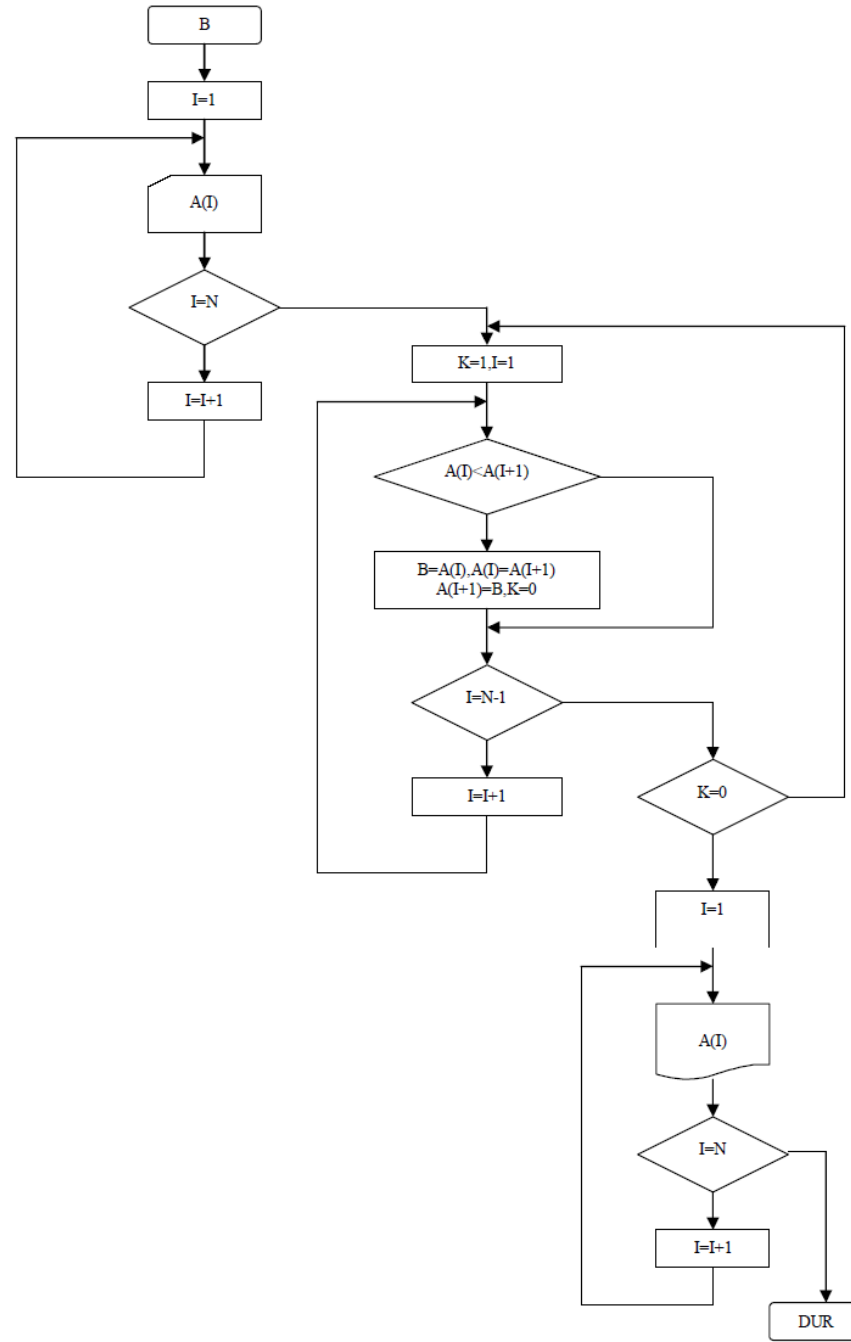 B
I=1
A(I)
I=N
I=I+1
K=1,I=1
A(I)<A(I+1)
B=A(I),A(I)=A(I+1)
A(I+1)=B,K=0
I=N-1
I=I+1
K=0
I=1
A(I)
I=N
I=I+1
DUR